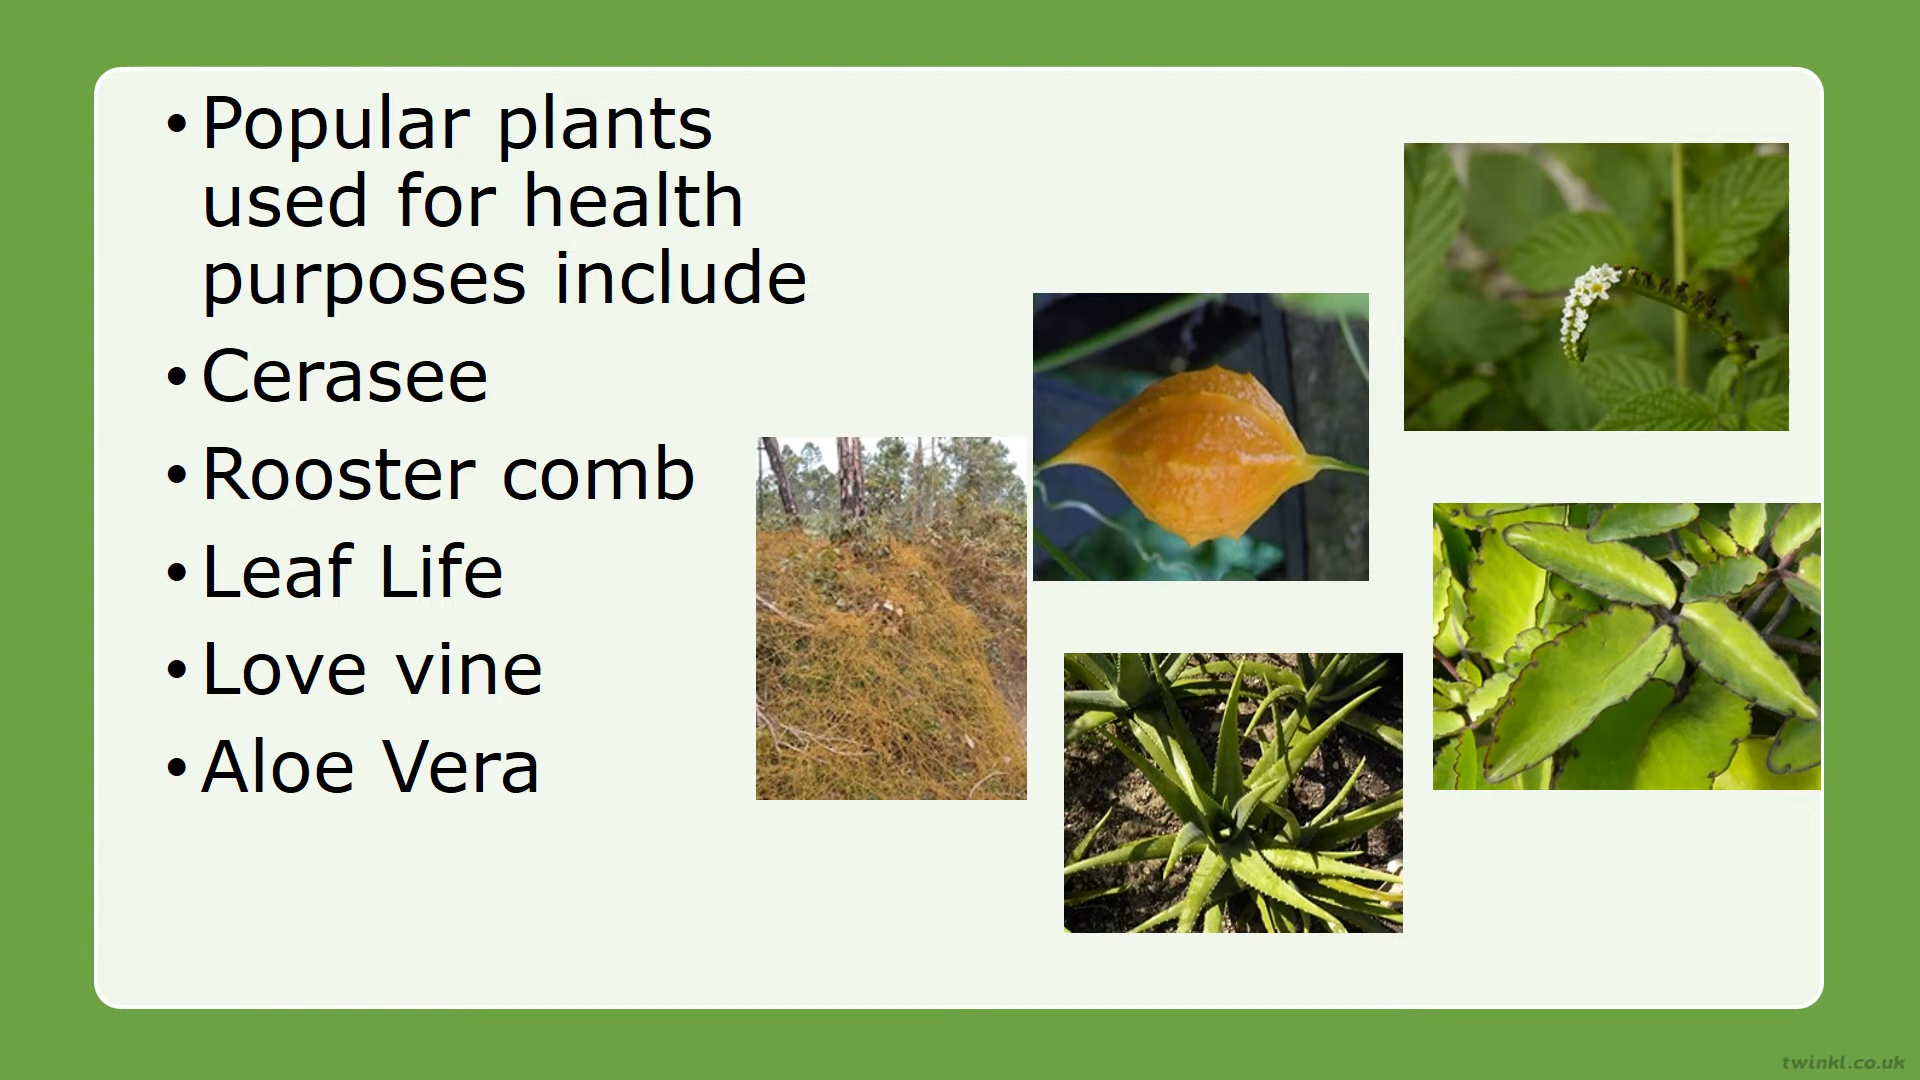 • Popular plants
used for health
purposes include
• Cerasee
• Rooster comb
• Leaf Life
• Love vine
• Aloe Vera
twinkl.co.uk